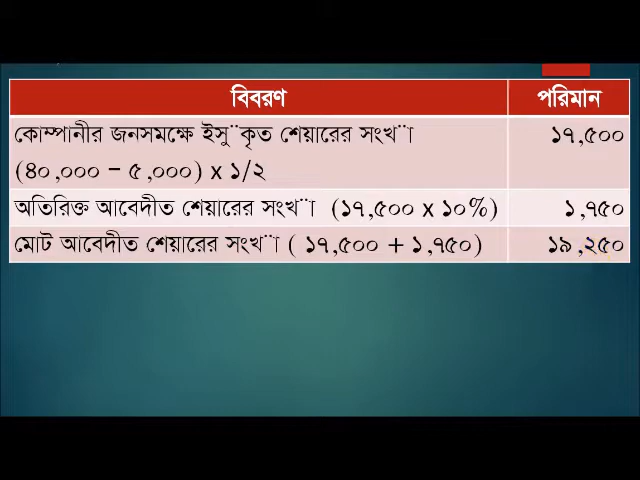 বিবরণ পরিমান
কোম্পানীর জনসমক্ষে ইসু¨কৃত শেয়ারের সংখ¨া ১৭,৫০০
(৪০,০০০ – ৫,০০০) x ১/২
অতিরিক্ত আবেদীত শেয়ারের সংখ¨া (১৭,৫০০ x ১০%) ১,৭৫০
মোট আবেদীত শেয়ারের সংখ¨া ( ১৭,৫০০ + ১,৭৫০) ১৯,২৫০